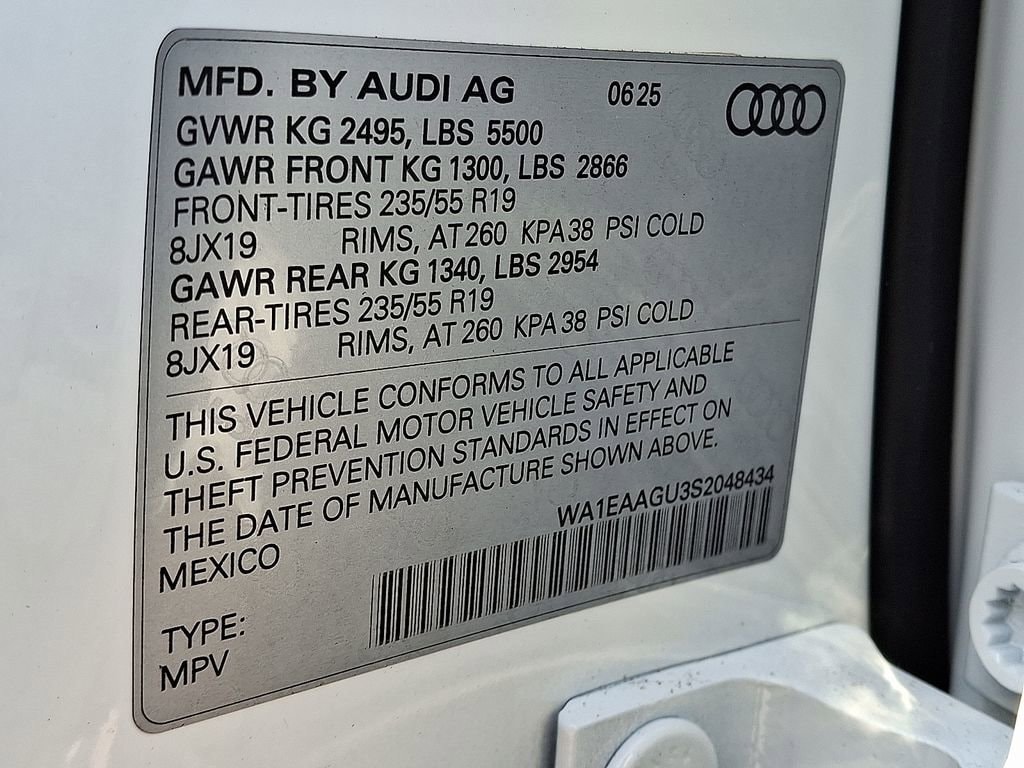 MFD. BY AUDI AG 06 25
GVWR KG 2495, LBS 5500
GAWR FRONT KG 1300, LBS 2866
FRONT-TIRES 235/55 R19
8JX19 RIMS, AT 260 KPA 38 PSI COLD
GAWR REAR KG 1340, LBS 2954
REAR-TIRES 235/55 R19
8JX19 RIMS, AT 260 KPA 38 PSI COLD
THIS VEHICLE CONFORMS TO ALL APPLICABLE
U.S. FEDERAL MOTOR VEHICLE SAFETY AND
THEFT PREVENTION STANDARDS IN EFFECT ON
THE DATE OF MANUFACTURE SHOWN ABOVE.
MEXICO WA1EAAGU3S2048434
TYPE:
MPV